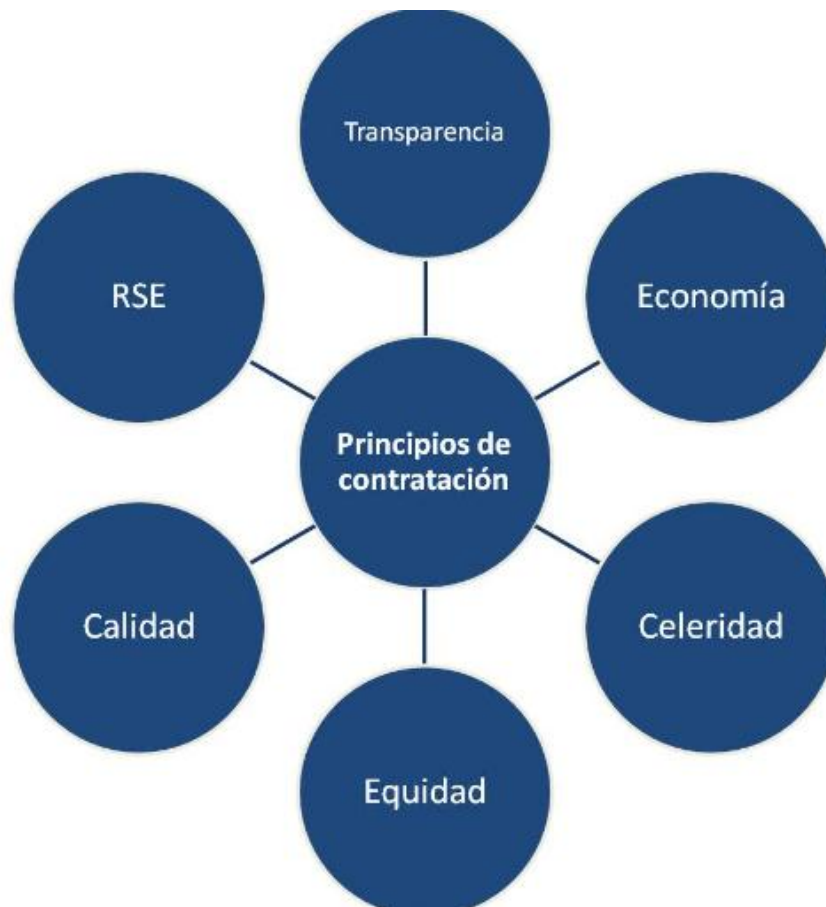 Transparencia
RSE
Economía
Principios de
contratación
Calidad
Celeridad
Equidad